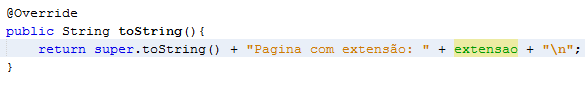 @Override
public String toString(){
return super.toString() + "Pagina com extensão: " + extensao + "\n";
}